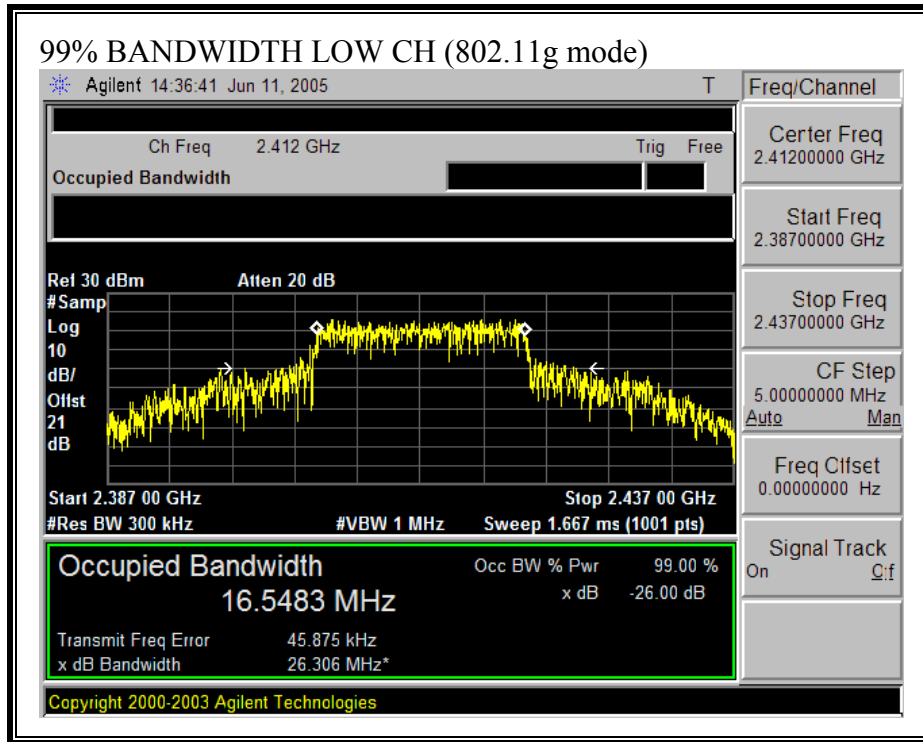 99% BANDWIDTH LOW CH (802.11g mode)
Agilent 14:36:41 Jun 11, 2005 T
Freq/Channel
Ch Freq 2.412 GHz Trig Free
Occupied Bandwidth
Center Freq
2.41200000 GHz
Start Freq
2.38700000 GHz
Stop Freq
2.43700000 GHz
CF Step
5.00000000 MHz
Auto Man
Freq Offset
0.00000000 Hz
Signal Track
On Off
Ref 30 dBm Atten 20 dB
#Samp
Log
10
dB/
Offst
21
dB
Start 2.387 00 GHz Stop 2.437 00 GHz
#Res BW 300 kHz #VBW 1 MHz Sweep 1.667 ms (1001 pts)
Occupied Bandwidth
16.5483 MHz
Occ BW % Pwr 99.00 %
x dB -26.00 dB
Transmit Freq Error 45.875 kHz
x dB Bandwidth 26.306 MHz*
Copyright 2000-2003 Agilent Technologies